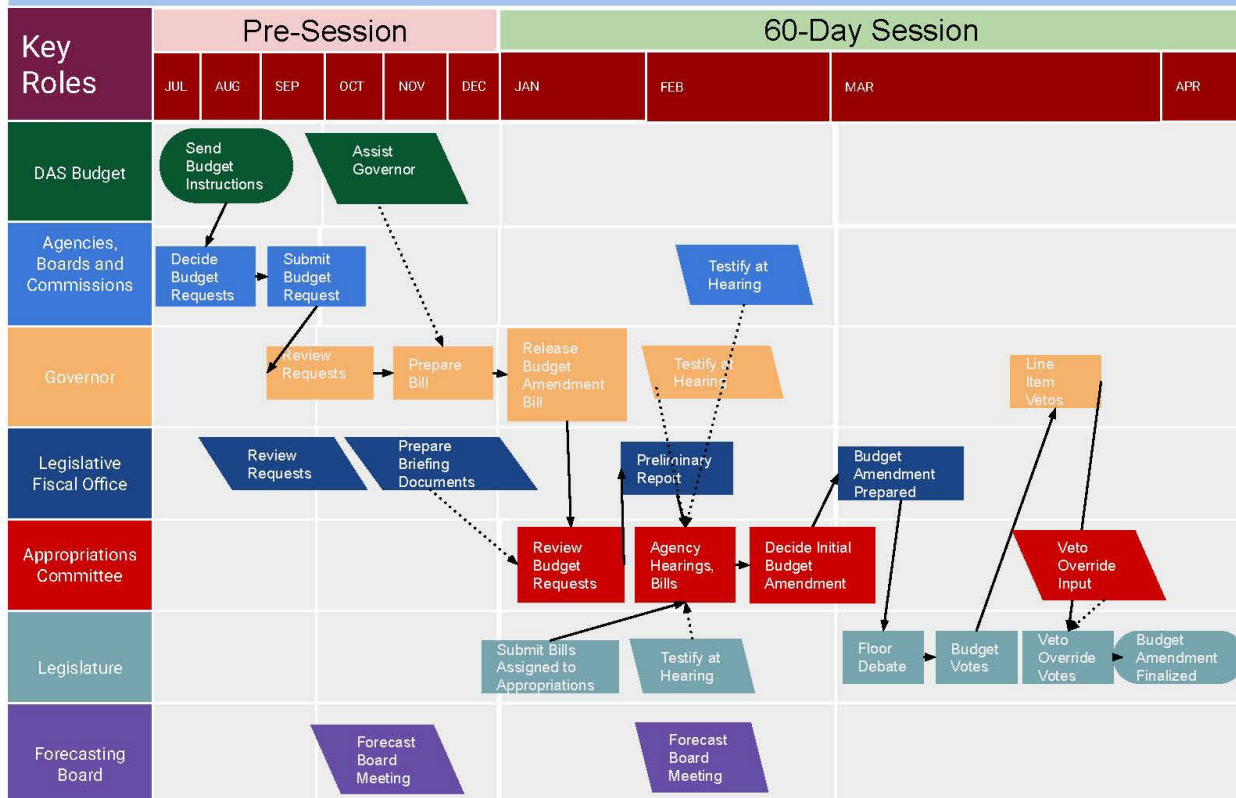 Key
Roles
Pre-Session
60-Day Session
JUL
AUG
SEP
OCT
NOV
DEC
JAN
FEB
MAR
APR
DAS Budget
Send
Budget
Instructions
Assist
Governor
Agencies,
Boards and
Commissions
Decide
Budget
Requests
Submit
Budget
Request
Testify at
Hearing
Governor
Review
Requests
Prepare
Bill
Release
Budget
Amendment
Bill
Testify at
Hearing
Line
Item
Vetos
Legislative
Fiscal Office
Review
Requests
Prepare
Briefing
Documents
Preliminary
Report
Budget
Amendment
Prepared
Appropriations
Committee
Review
Budget
Requests
Agency
Hearings,
Bills
Decide Initial
Budget
Amendment
Veto
Override
Input
Legislature
Submit Bills
Assigned to
Appropriations
Testify at
Hearing
Floor
Debate
Budget
Votes
Veto
Override
Votes
Budget
Amendment
Finalized
Forecasting
Board
Forecast
Board
Meeting
Forecast
Board
Meeting